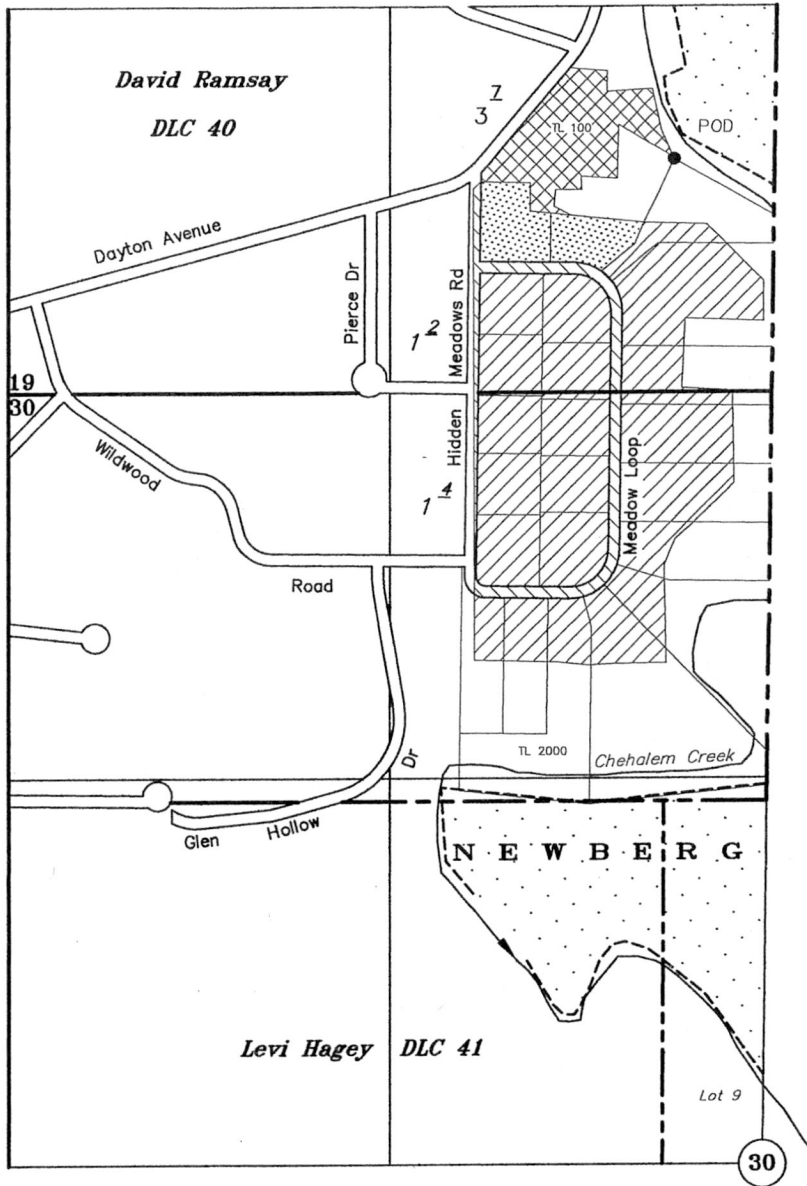 David Ramsay
DLC 40
7
3
TL 100
POD
Dayton Avenue
Pierce Dr
Hidden Meadows Rd
1 2
19
30
Wildwood
Road
1 4
Meadow Loop
TL 2000
Chehalem Creek
Glen Hollow Dr
NEWBERG
Levi Hagey DLC 41
Lot 9
30